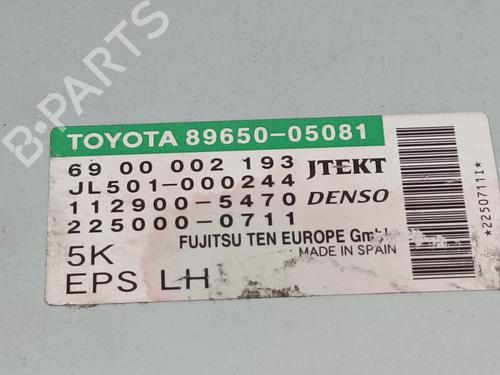 B-PARTS
TOYOTA 89650-05081
69 00 002 193 JTEKT
JL501-000244
112900-5470 DENSO
225000-0711
FUJITSU TEN EUROPE GmbH
5K MADE IN SPAIN
EPS LH
*2250711I*